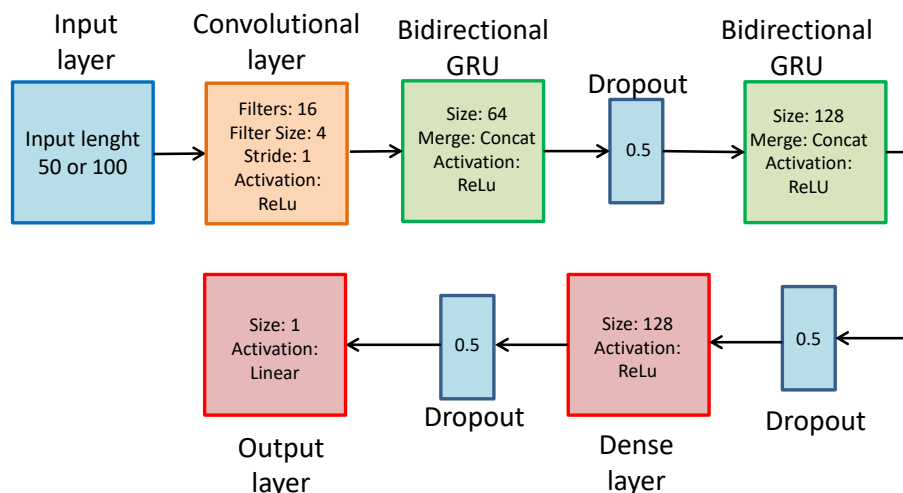 Input
layer
Input lenght
50 or 100
Convolutional
layer
Filters: 16
Filter Size: 4
Stride: 1
Activation:
ReLu
Bidirectional
GRU
Size: 64
Merge: Concat
Activation:
ReLu
Dropout
0.5
Bidirectional
GRU
Size: 128
Merge: Concat
Activation:
ReLU
0.5
Dropout
Size: 128
Activation:
ReLu
Dense
layer
0.5
Dropout
Size: 1
Activation:
Linear
Output
layer